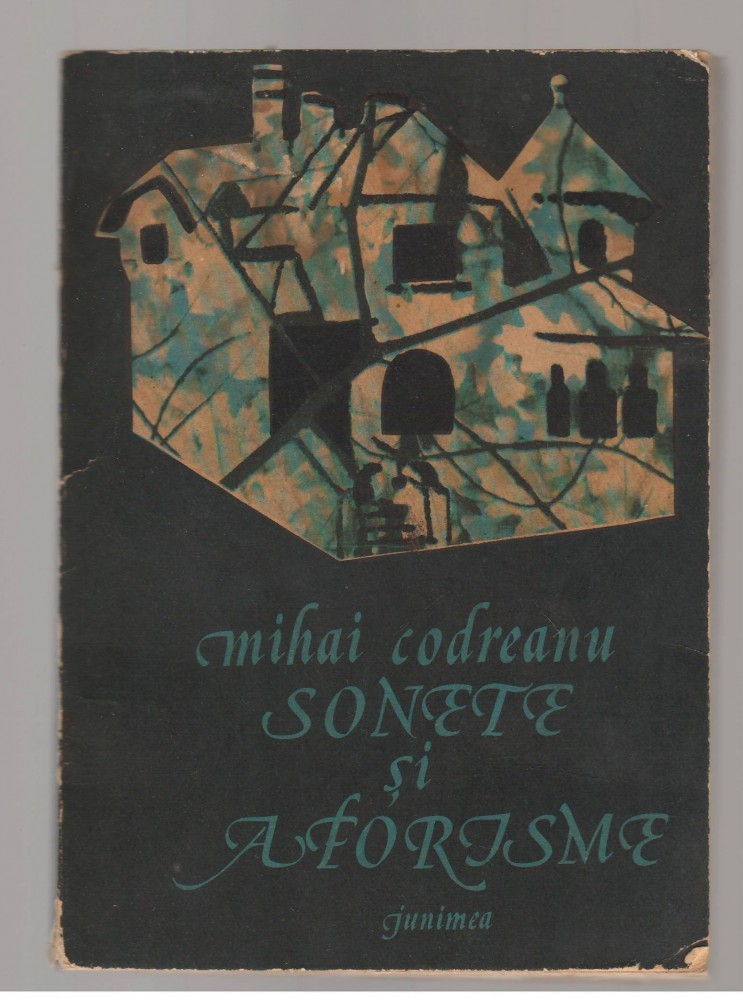 mihai codreanu
SONETE
și
AFORISME
junimea